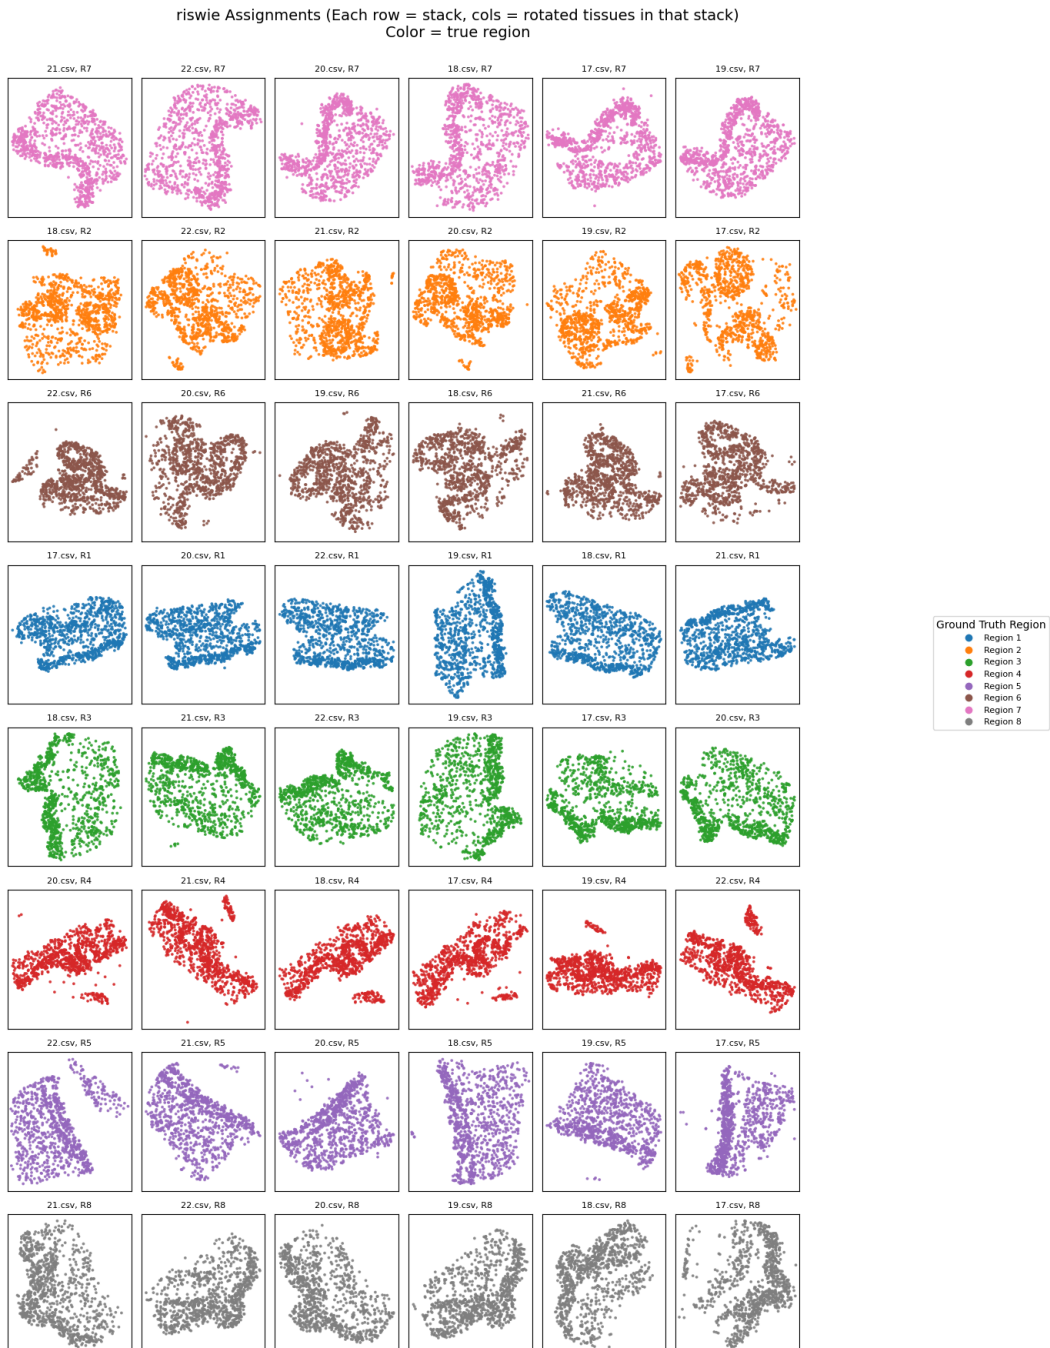 riswie Assignments (Each row = stack, cols = rotated tissues in that stack)
Color = true region
21.csv, R7
22.csv, R7
20.csv, R7
18.csv, R7
17.csv, R7
19.csv, R7
18.csv, R2
22.csv, R2
21.csv, R2
20.csv, R2
19.csv, R2
17.csv, R2
22.csv, R6
20.csv, R6
19.csv, R6
18.csv, R6
21.csv, R6
17.csv, R6
17.csv, R1
20.csv, R1
22.csv, R1
19.csv, R1
18.csv, R1
21.csv, R1
Ground Truth Region
Region 1
Region 2
Region 3
Region 4
Region 5
Region 6
Region 7
Region 8
18.csv, R3
21.csv, R3
22.csv, R3
19.csv, R3
17.csv, R3
20.csv, R3
20.csv, R4
21.csv, R4
18.csv, R4
17.csv, R4
19.csv, R4
22.csv, R4
22.csv, R5
21.csv, R5
20.csv, R5
18.csv, R5
19.csv, R5
17.csv, R5
21.csv, R8
22.csv, R8
20.csv, R8
19.csv, R8
18.csv, R8
17.csv, R8